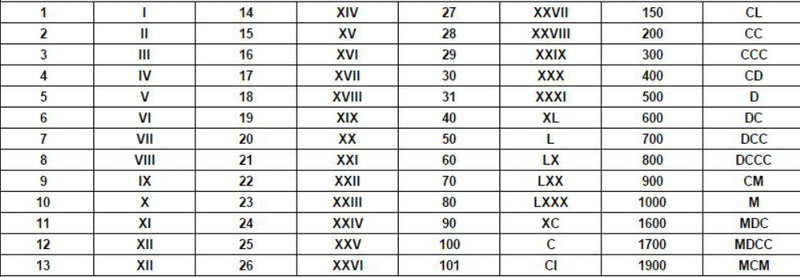 1 I 14 XIV 27 XXVII 150 CL
2 II 15 XV 28 XXVIII 200 CC
3 III 16 XVI 29 XXIX 300 CCC
4 IV 17 XVII 30 XXX 400 CD
5 V 18 XVIII 31 XXXI 500 D
6 VI 19 XIX 40 XL 600 DC
7 VII 20 XX 50 L 700 DCC
8 VIII 21 XXI 60 LX 800 DCCC
9 IX 22 XXII 70 LXX 900 CM
10 X 23 XXIII 80 LXXX 1000 M
11 XI 24 XXIV 90 XC 1600 MDC
12 XII 25 XXV 100 C 1700 MDCC
13 XII 26 XXVI 101 CI 1900 MCM